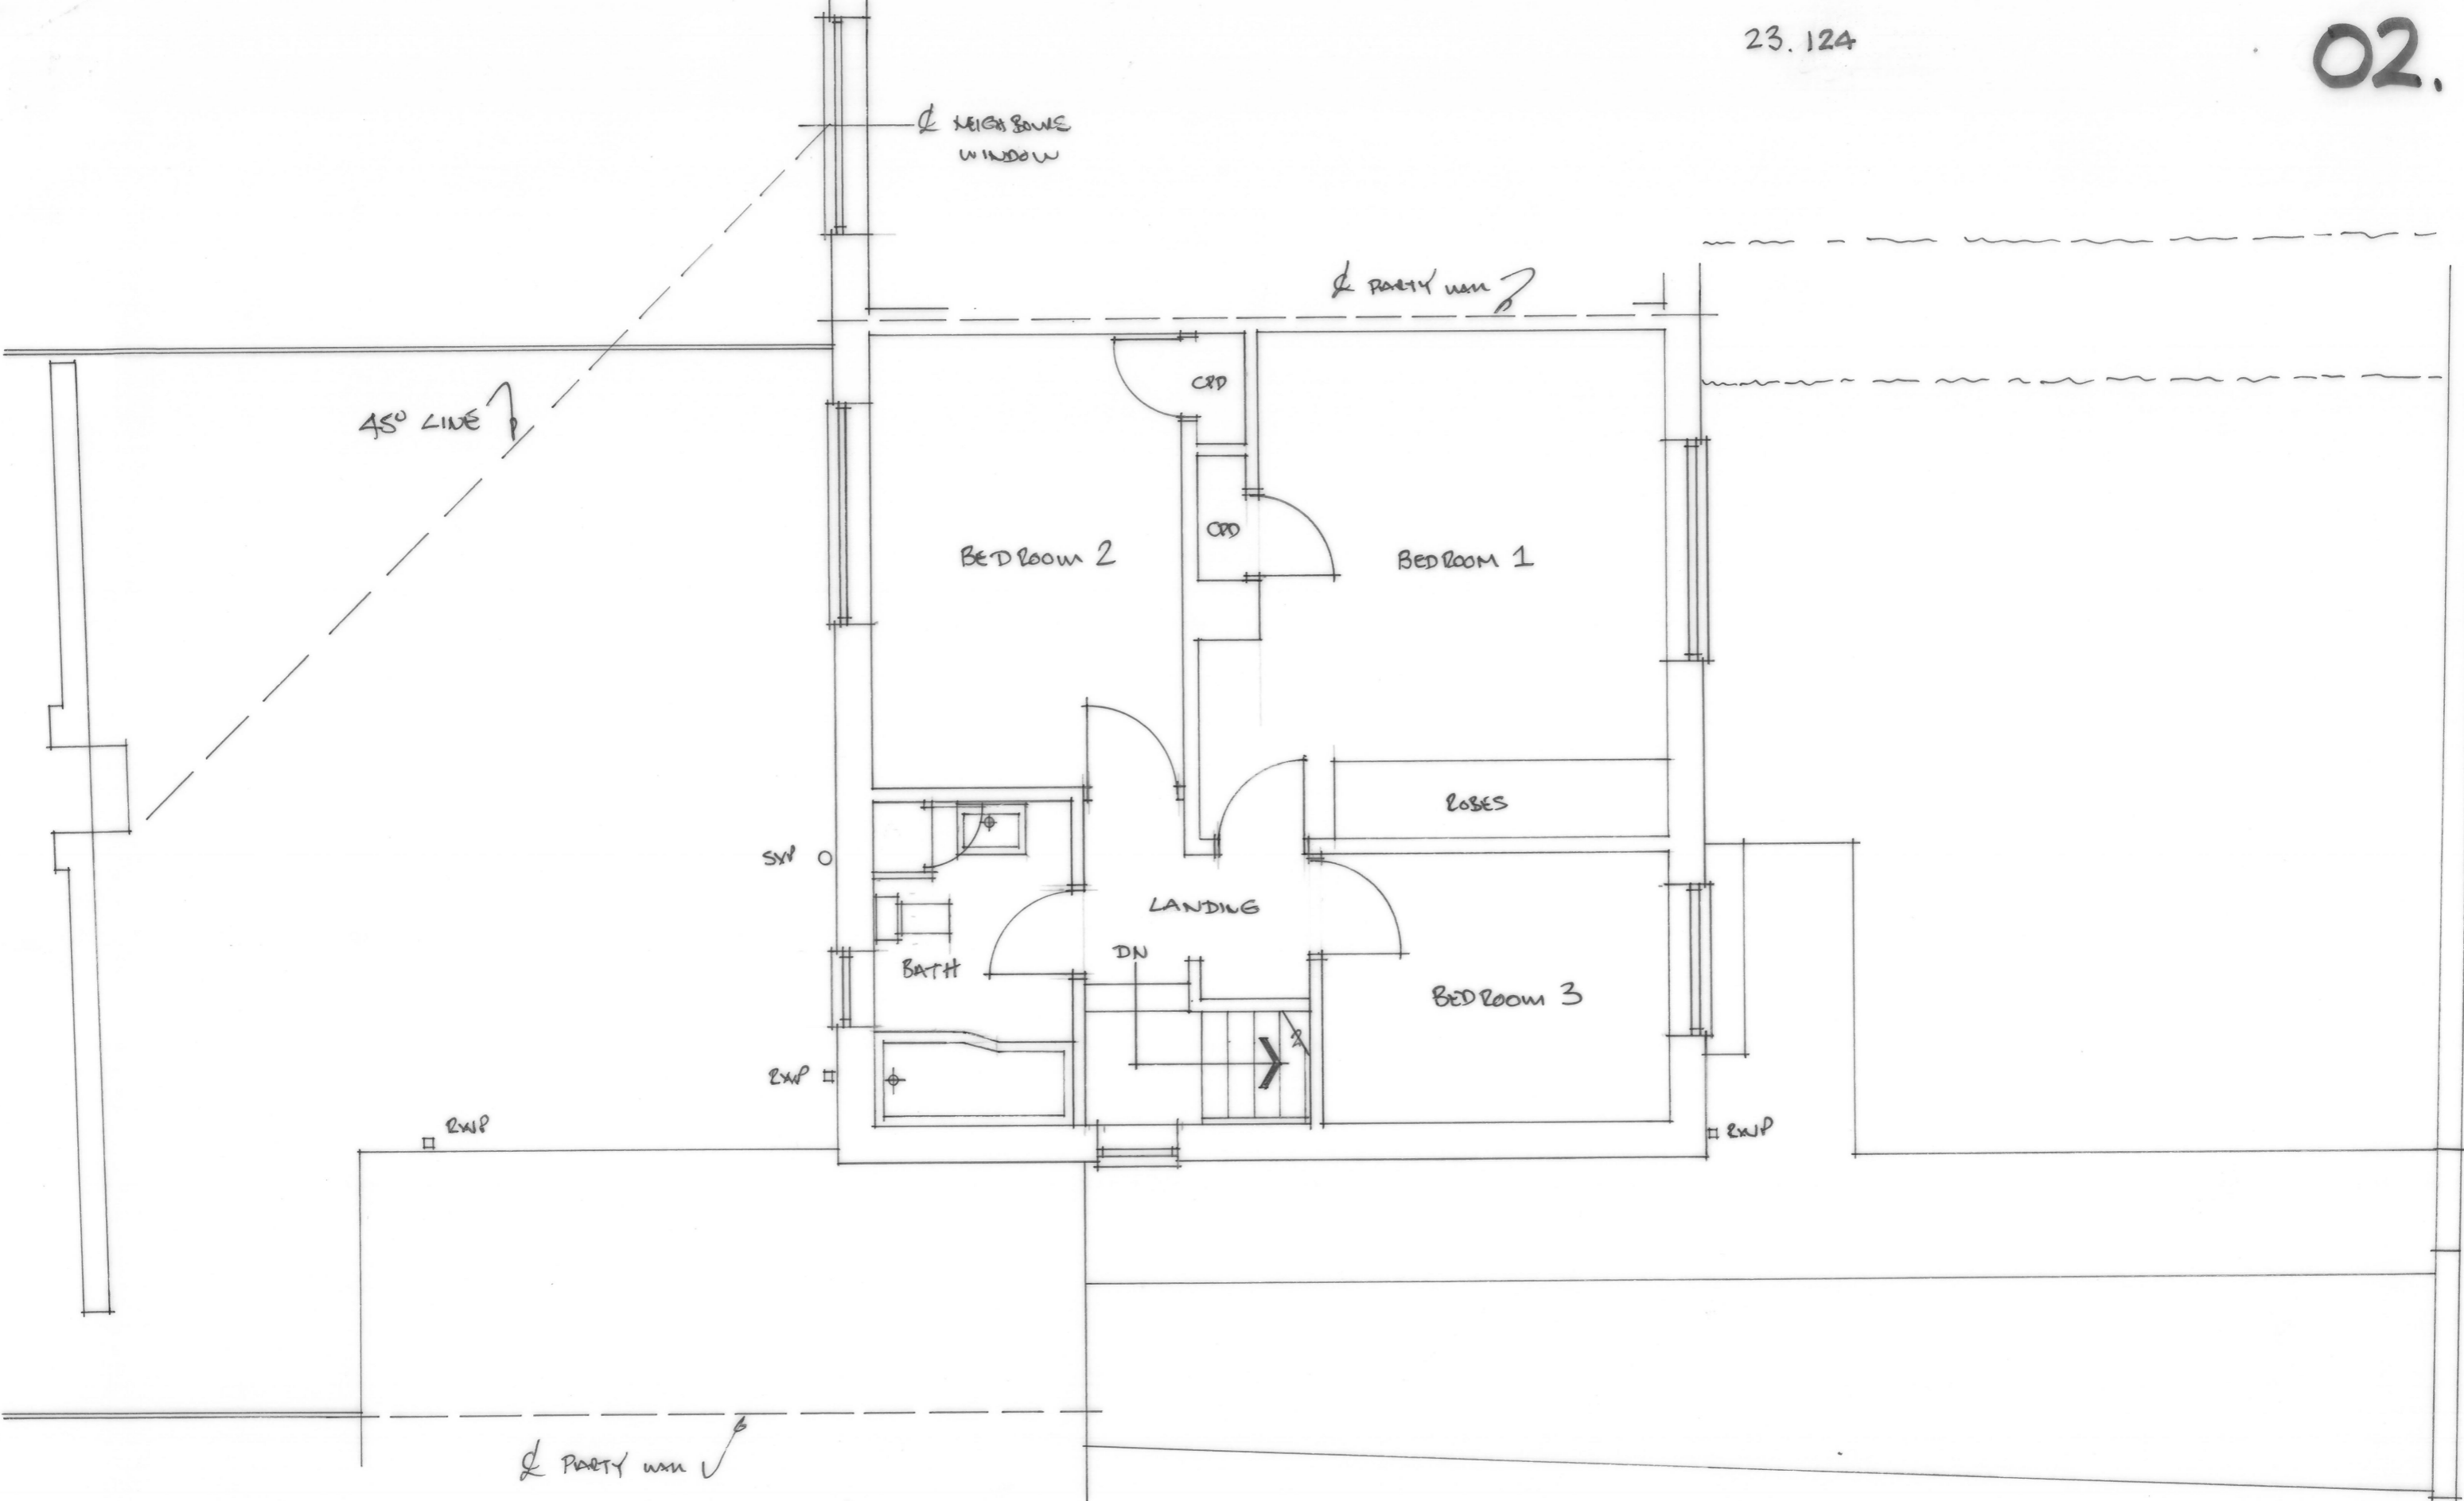 23.124
02.
℄ NEIGHBOURS
WINDOW
℄ PARTY WALL
45° LINE
CPD
CPD
BEDROOM 2
BEDROOM 1
ROBES
SVP
LANDING
DN
BATH
BEDROOM 3
2
RWP
RWP
RWP
℄ PARTY WALL